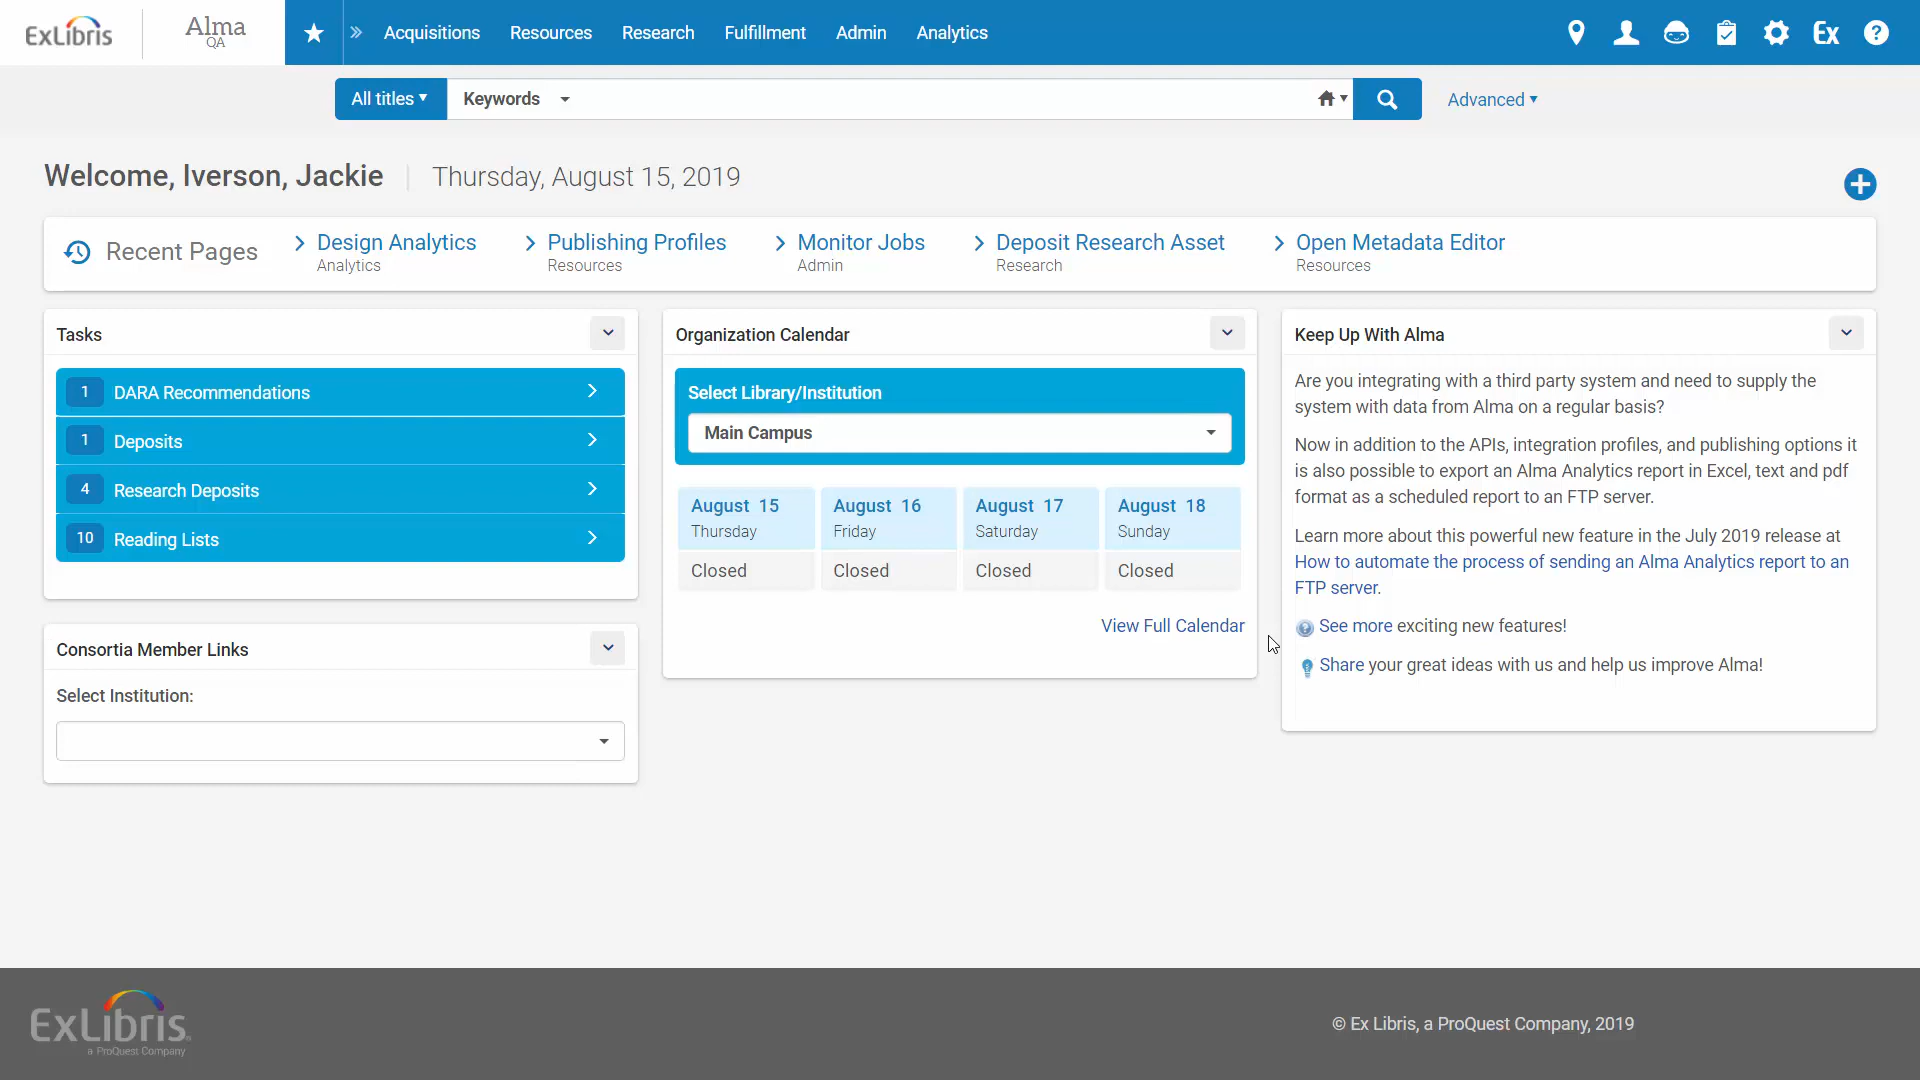 ExLibris
Alma
QA
Acquisitions Resources Research Fulfillment Admin Analytics
Ex
All titles Keywords Advanced
Welcome, Iverson, Jackie Thursday, August 15, 2019
Recent Pages
Design Analytics
Analytics
Publishing Profiles
Resources
Monitor Jobs
Admin
Deposit Research Asset
Research
Open Metadata Editor
Resources
Tasks
1 DARA Recommendations
1 Deposits
4 Research Deposits
10 Reading Lists
Consortia Member Links
Select Institution:
Organization Calendar
Select Library/Institution
Main Campus
August 15 August 16 August 17 August 18
Thursday Friday Saturday Sunday
Closed Closed Closed Closed
View Full Calendar
Keep Up With Alma
Are you integrating with a third party system and need to supply the
system with data from Alma on a regular basis?
Now in addition to the APIs, integration profiles, and publishing options it
is also possible to export an Alma Analytics report in Excel, text and pdf
format as a scheduled report to an FTP server.
Learn more about this powerful new feature in the July 2019 release at
How to automate the process of sending an Alma Analytics report to an
FTP server.
See more exciting new features!
Share your great ideas with us and help us improve Alma!
ExLibris
a ProQuest Company
© Ex Libris, a ProQuest Company, 2019